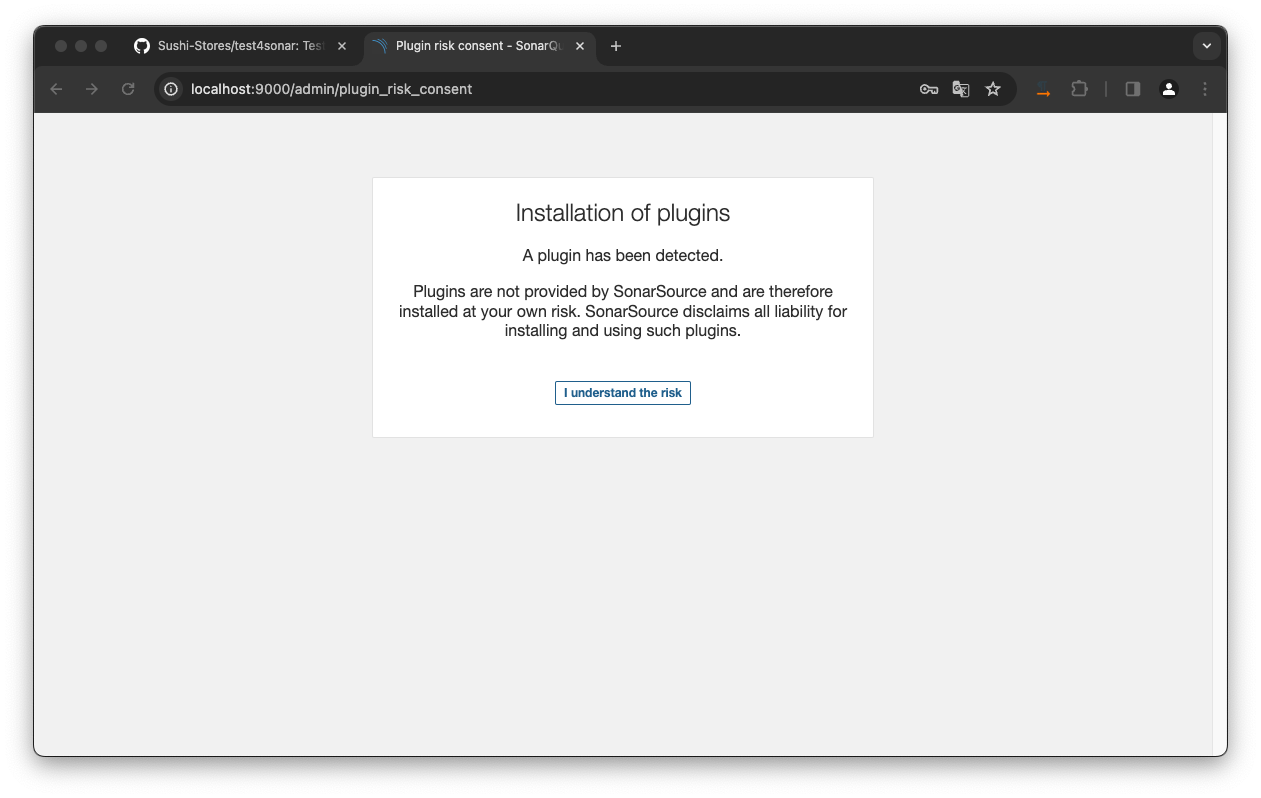 Sushi-Stores/test4sonar: Test
Plugin risk consent - SonarQu
localhost:9000/admin/plugin_risk_consent
Installation of plugins
A plugin has been detected.
Plugins are not provided by SonarSource and are therefore
installed at your own risk. SonarSource disclaims all liability for
installing and using such plugins.
I understand the risk